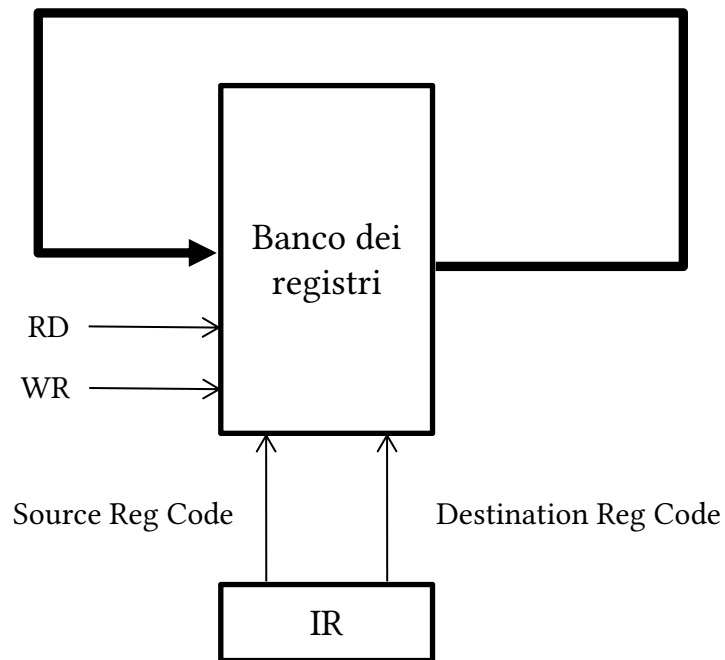 Banco dei
registri
RD
WR
Source Reg Code
Destination Reg Code
IR